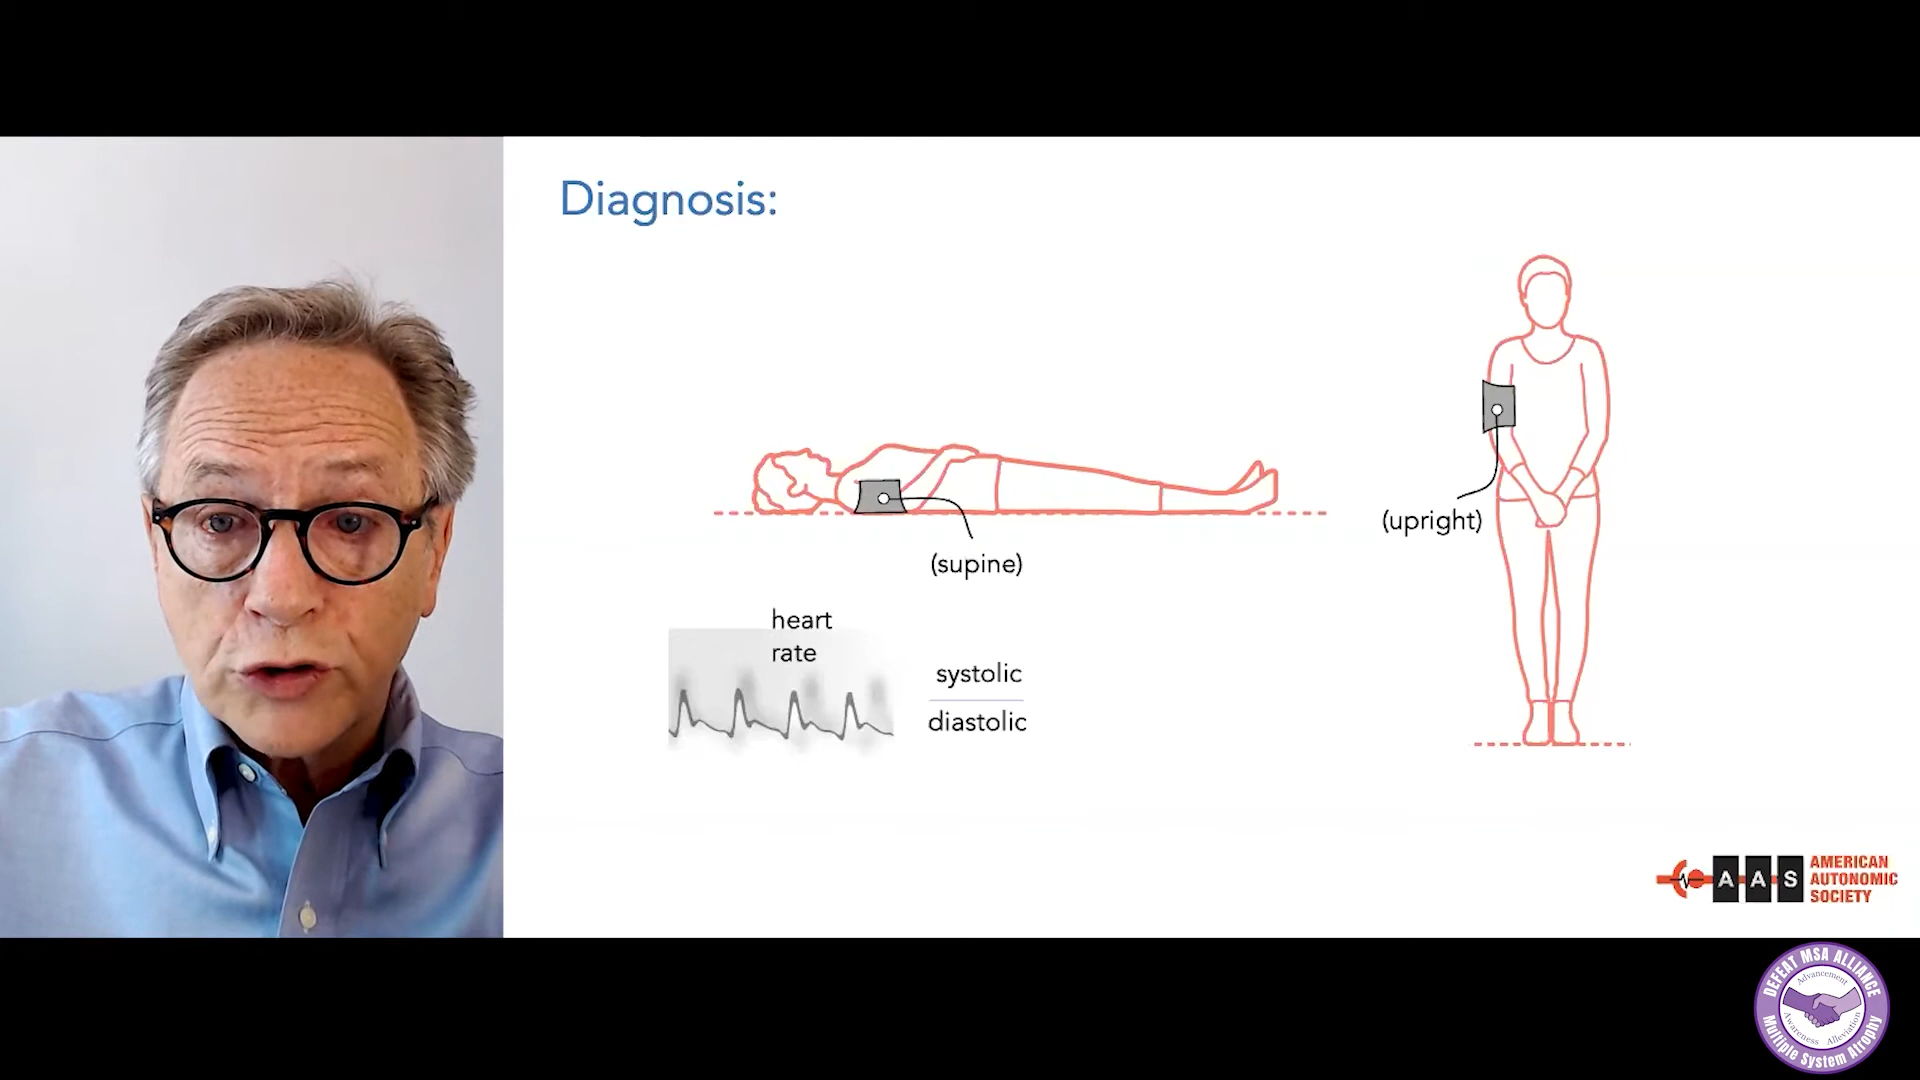 Diagnosis:
(upright)
(supine)
heart
rate
systolic
diastolic
AAS
AMERICAN
AUTONOMIC
SOCIETY
DEFEAT MSA ALLIANCE
Advancement
Awareness Alleviation
Multiple System Atrophy